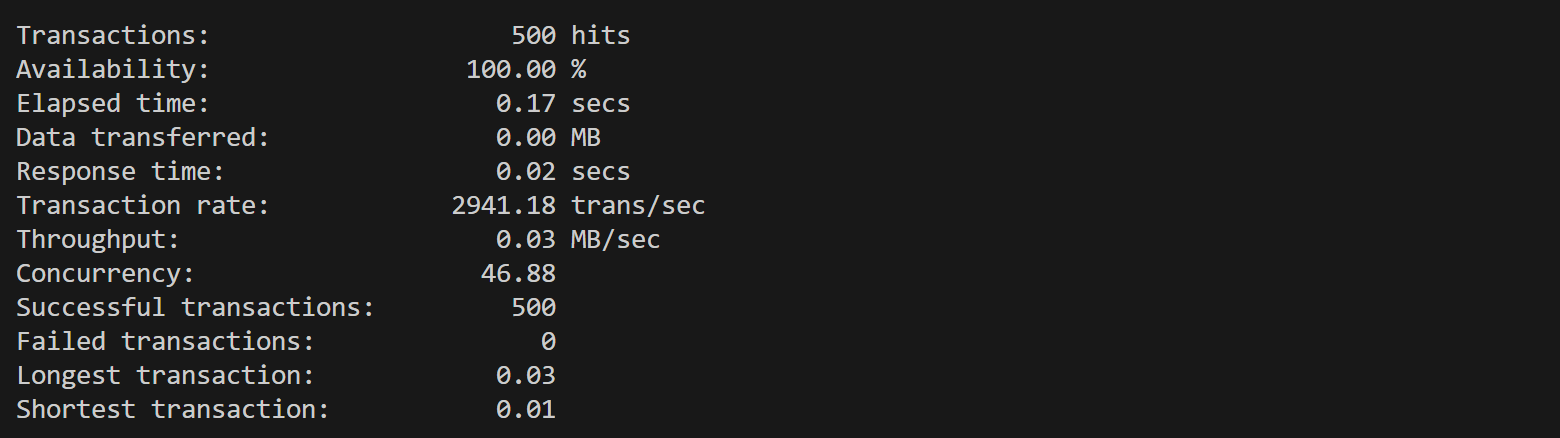 Transactions: 500 hits
Availability: 100.00 %
Elapsed time: 0.17 secs
Data transferred: 0.00 MB
Response time: 0.02 secs
Transaction rate: 2941.18 trans/sec
Throughput: 0.03 MB/sec
Concurrency: 46.88
Successful transactions: 500
Failed transactions: 0
Longest transaction: 0.03
Shortest transaction: 0.01